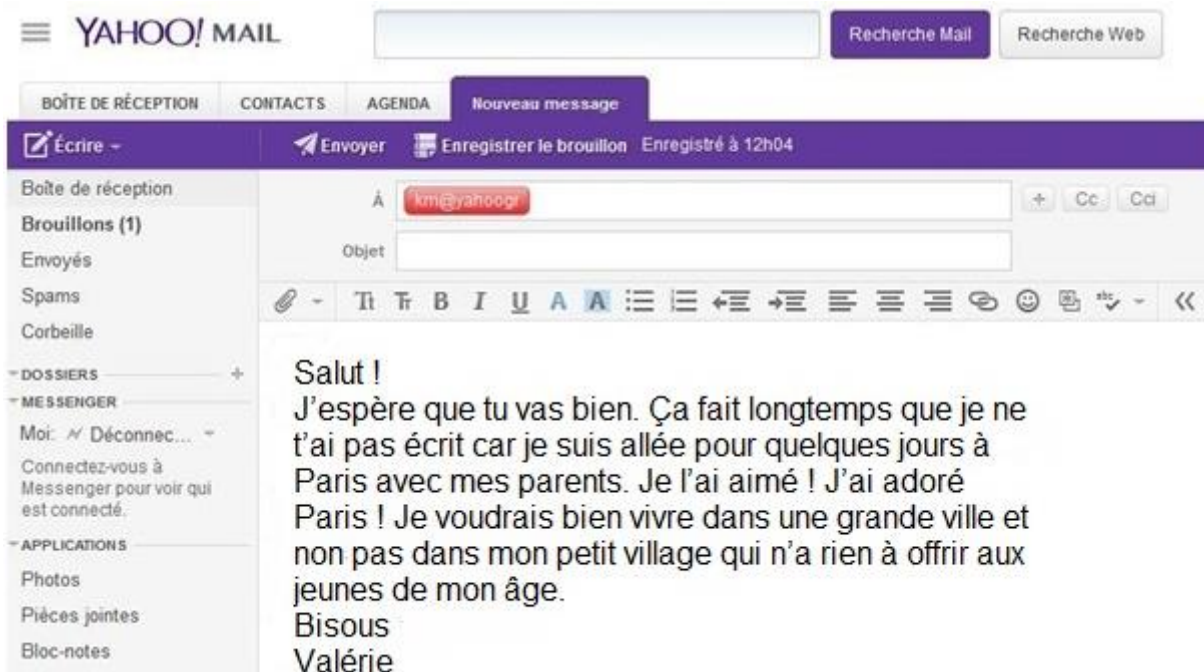 YAHOO! MAIL
Recherche Mail
Recherche Web
BOÎTE DE RÉCEPTION
CONTACTS
AGENDA
Nouveau message
Écrire
Envoyer
Enregistrer le brouillon
Enregistré à 12h04
Boîte de réception
Brouillons (1)
Envoyés
Spams
Corbeille
DOSSIERS
MESSENGER
Moi: Déconnec...
Connectez-vous à
Messenger pour voir qui
est connecté.
APPLICATIONS
Photos
Pièces jointes
Bloc-notes
À km@yahoogr
+ Cc Cci
Objet
Tt Tr B I U A A
Salut !
J'espère que tu vas bien. Ça fait longtemps que je ne
t'ai pas écrit car je suis allée pour quelques jours à
Paris avec mes parents. Je l'ai aimé ! J'ai adoré
Paris ! Je voudrais bien vivre dans une grande ville et
non pas dans mon petit village qui n'a rien à offrir aux
jeunes de mon âge.
Bisous
Valérie